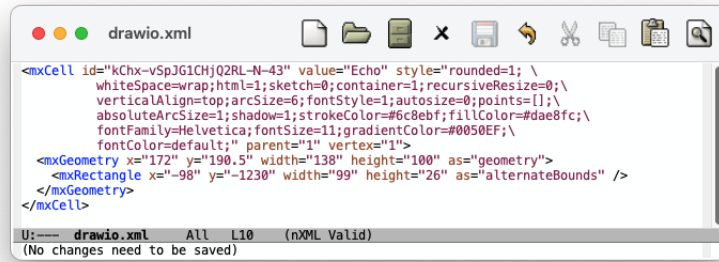 drawio.xml
<mxCell id="kChx-vSpJG1CHjQ2RL-N-43" value="Echo" style="rounded=1; \
whiteSpace=wrap;html=1;sketch=0;container=1;recursiveResize=0;\
verticalAlign=top;arcSize=6;fontStyle=1;autosize=0;points=[];\
absoluteArcSize=1;shadow=1;strokeColor=#6c8ebf;fillColor=#dae8fc;\
fontFamily=Helvetica;fontSize=11;gradientColor=#0050EF;\
fontColor=default;" parent="1" vertex="1">
<mxGeometry x="172" y="190.5" width="138" height="100" as="geometry">
<mxRectangle x="-98" y="-1230" width="99" height="26" as="alternateBounds" />
</mxGeometry>
</mxCell>
U:--- drawio.xml All L10 (nXML Valid)
(No changes need to be saved)